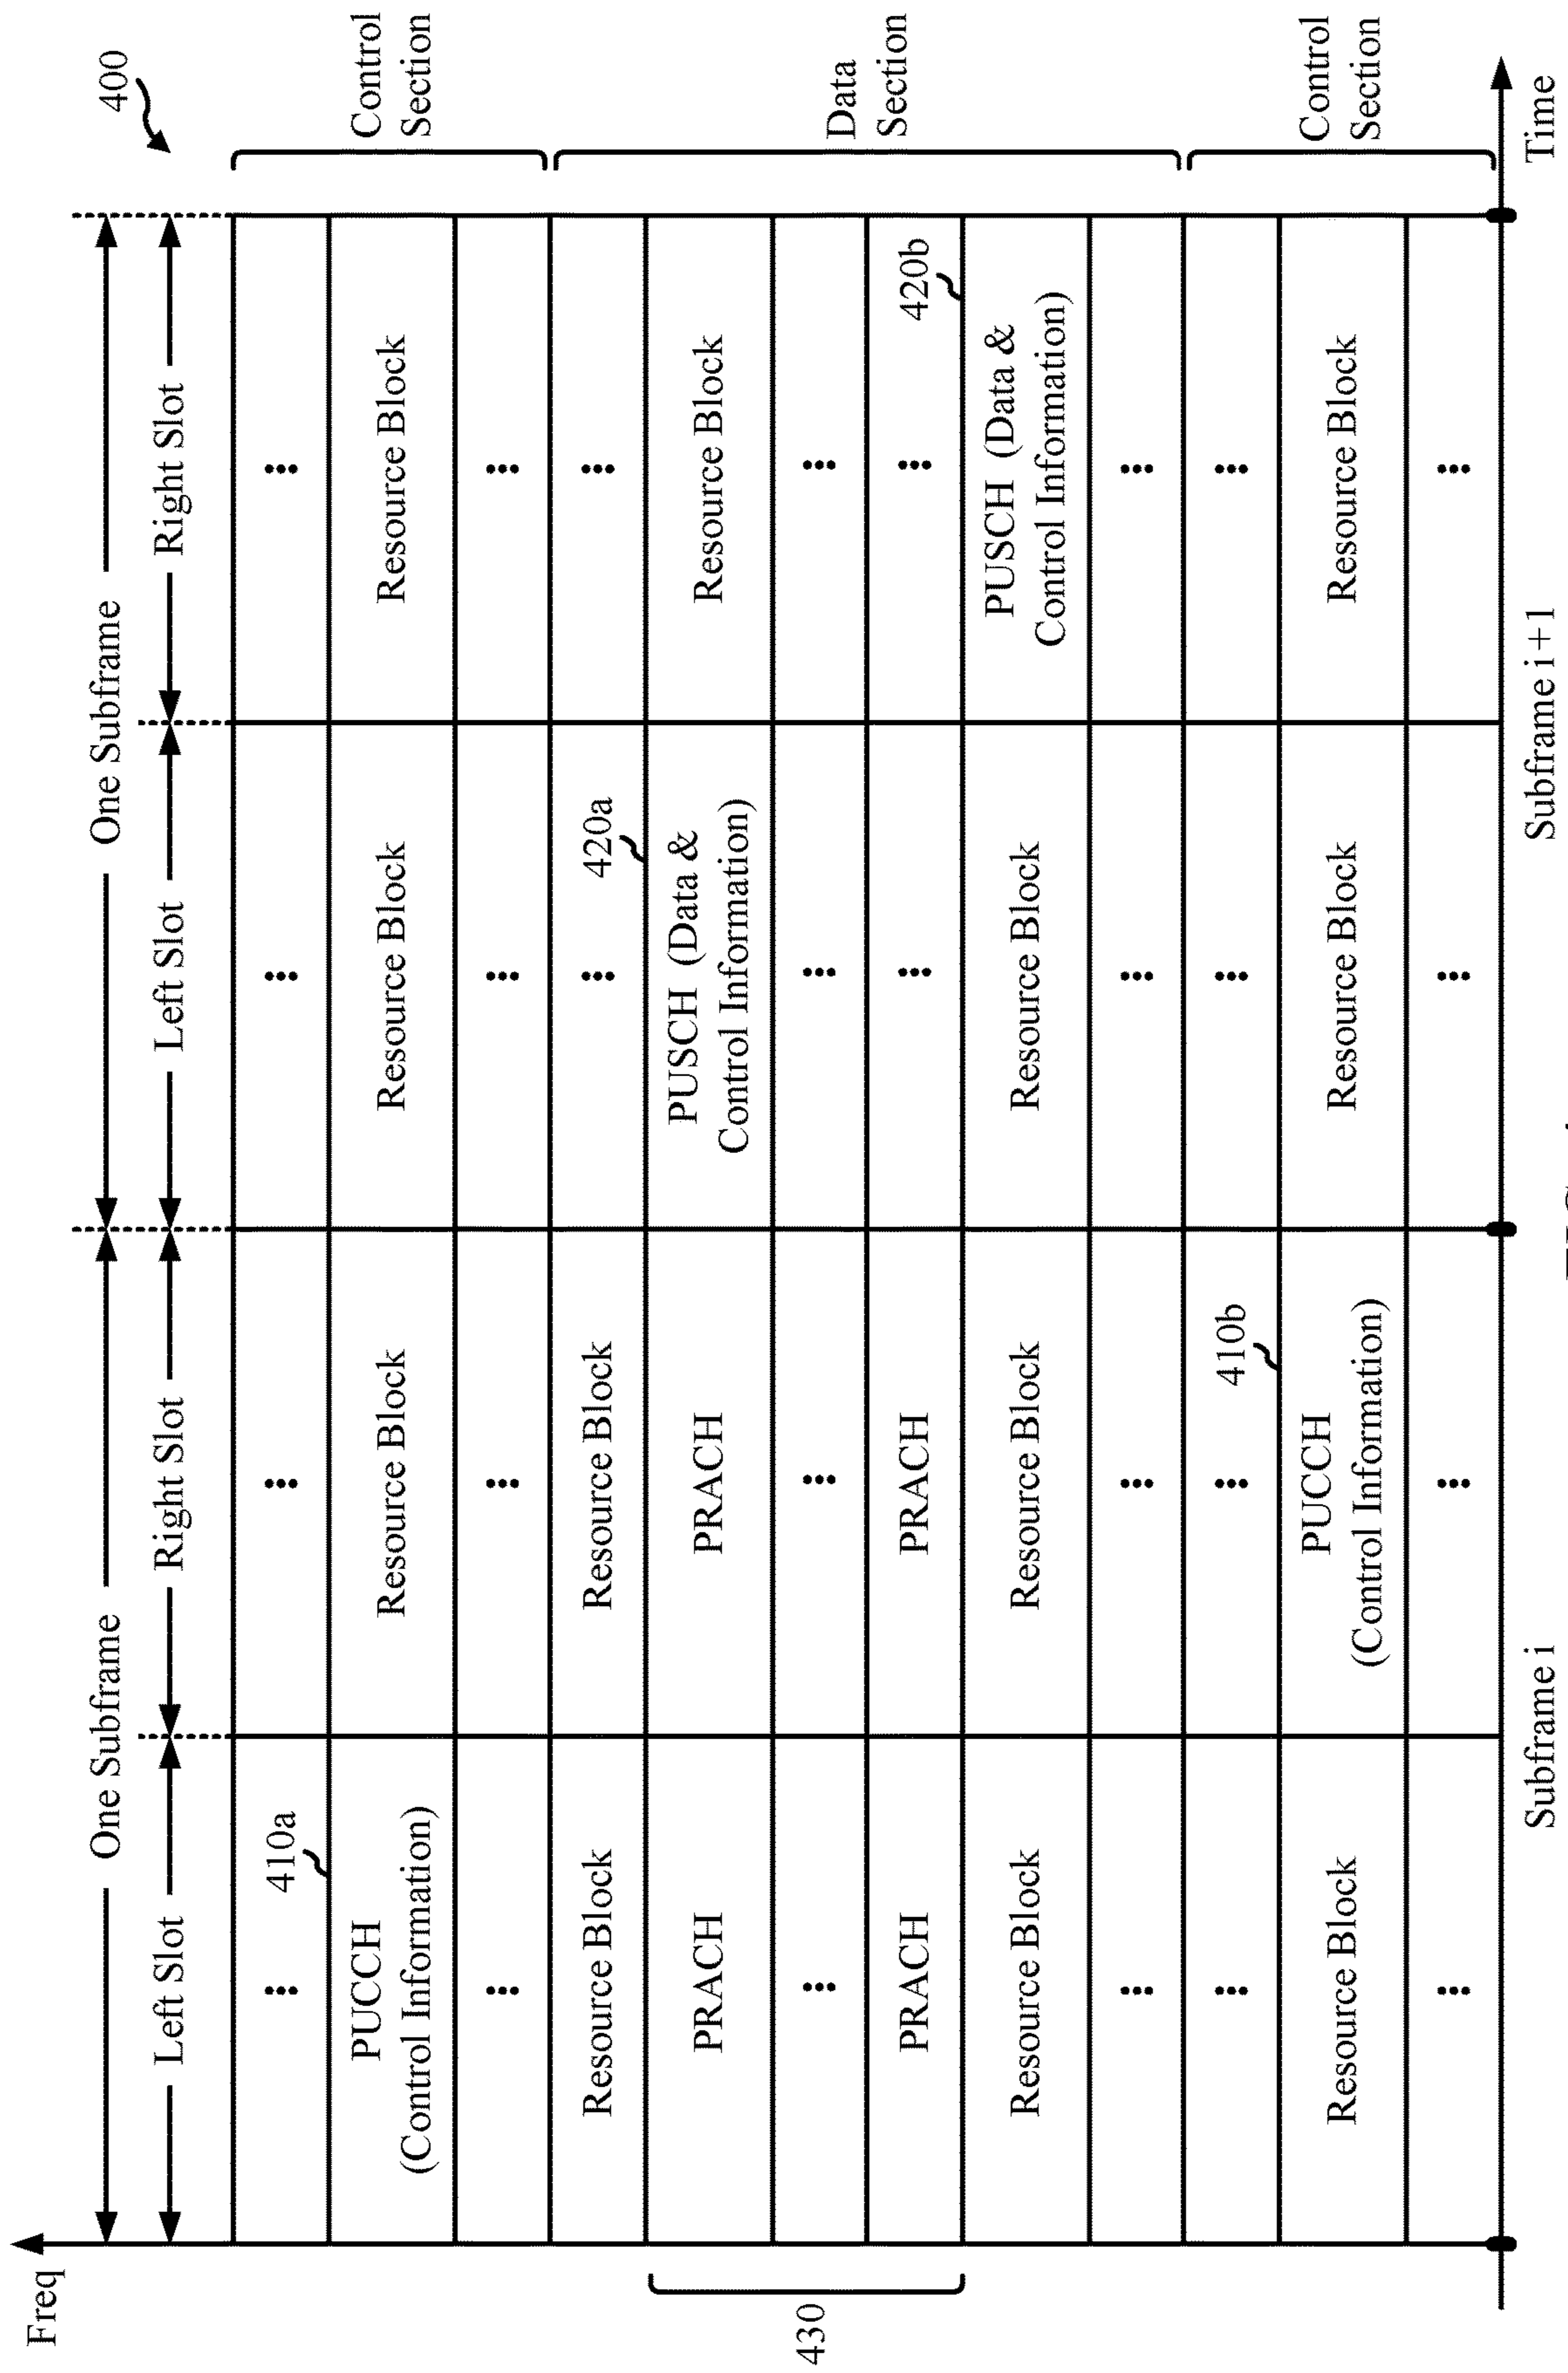 400
One Subframe
One Subframe
Left Slot
Right Slot
Left Slot
Right Slot
Freq
⋮
410a
⋮
⋮
⋮
Control
Section
PUCCH
(Control Information)
Resource Block
Resource Block
Resource Block
⋮
⋮
⋮
⋮
Resource Block
Resource Block
⋮
420a
⋮
PRACH
PRACH
PUSCH (Data &
Control Information)
Resource Block
430
⋮
⋮
⋮
⋮
Data
Section
PRACH
PRACH
⋮
⋮
420b
Resource Block
Resource Block
Resource Block
PUSCH (Data &
Control Information)
⋮
⋮
⋮
⋮
⋮
⋮
410b
⋮
⋮
Control
Section
Resource Block
PUCCH
(Control Information)
Resource Block
Resource Block
⋮
⋮
⋮
⋮
Subframe i
Subframe i+1
Time